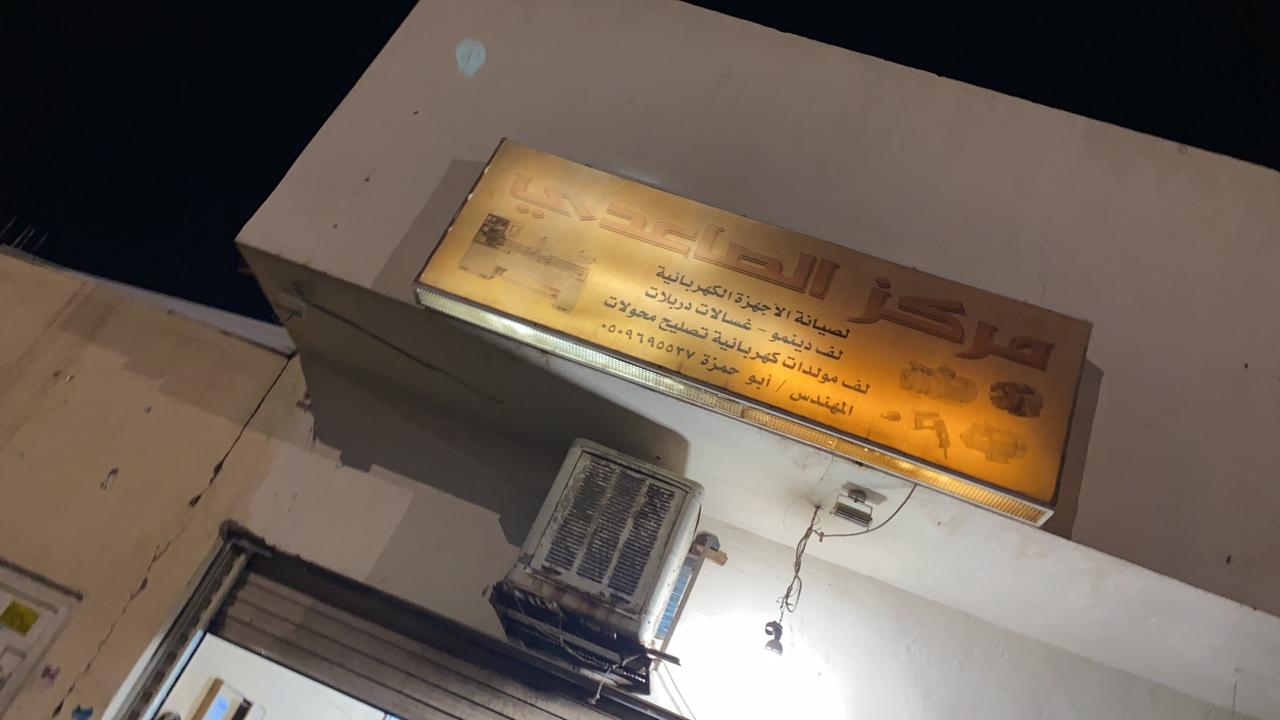 مركز الصاعدي
لصيانة الأجهزة الكهربائية
لف دينمو - غسالات دريلات
لف مولدات كهربائية تصليح محولات
المهندس / أبو حمزة ٠٥٠٩٦٩٥٥٣٧